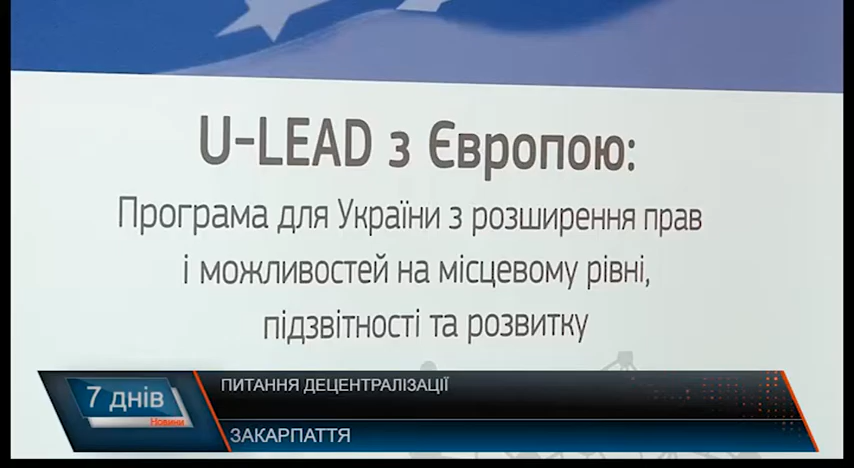 U-LEAD з Європою:
Програма для України з розширення прав
і можливостей на місцевому рівні,
підзвітності та розвитку
7 днів
Новини
ПИТАННЯ ДЕЦЕНТРАЛІЗАЦІЇ
ЗАКАРПАТТЯ